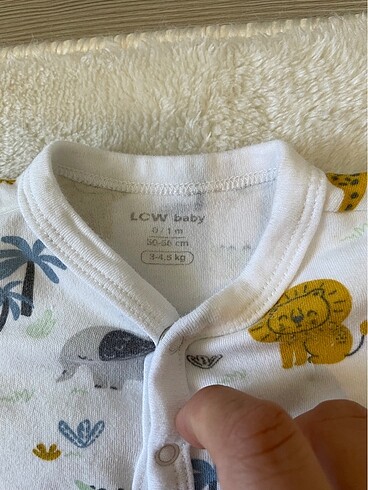 LCW baby
0 / 1 m
50-56 cm
3-4,5 kg